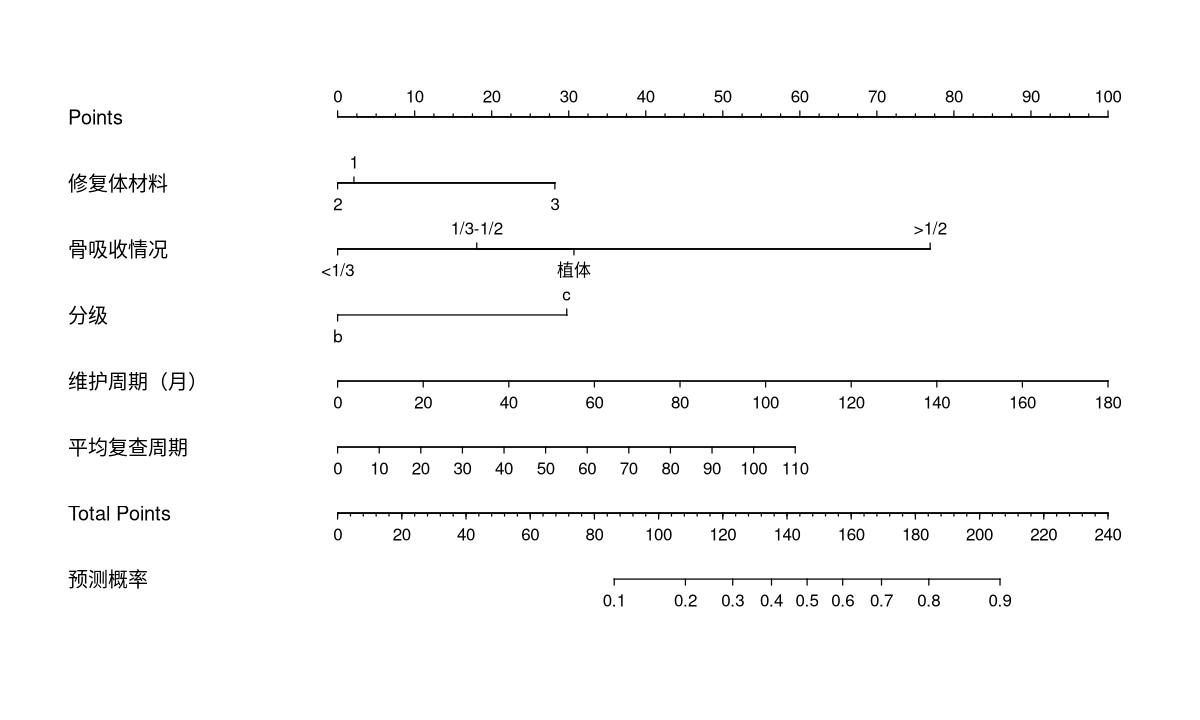 0 10 20 30 40 50 60 70 80 90 100
Points
1
修复体材料
2 3
1/3-1/2 >1/2
骨吸收情况
<1/3 植体
c
分级
b
维护周期（月）
0 20 40 60 80 100 120 140 160 180
平均复查周期
0 10 20 30 40 50 60 70 80 90 100 110
Total Points
0 20 40 60 80 100 120 140 160 180 200 220 240
预测概率
0.1 0.2 0.3 0.4 0.5 0.6 0.7 0.8 0.9